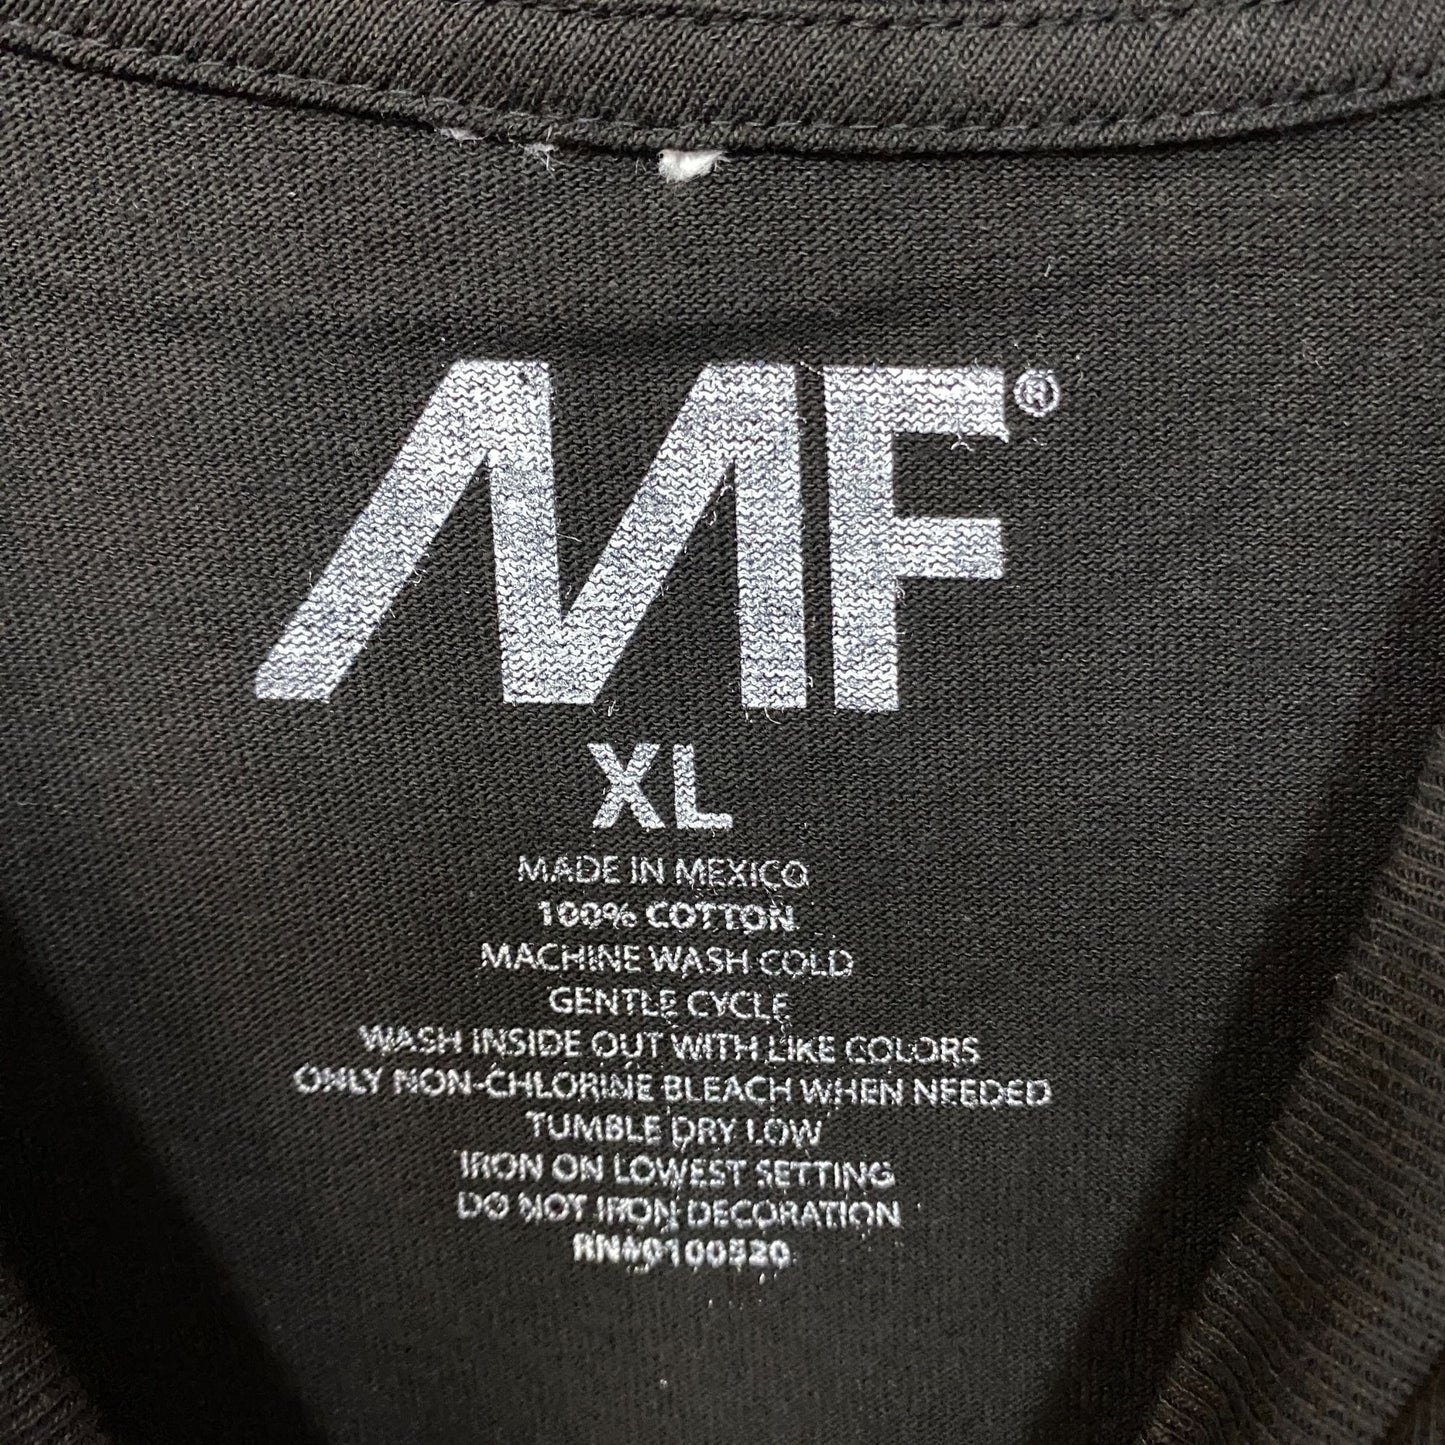 MF®
XL
MADE IN MEXICO
100% COTTON
MACHINE WASH COLD
GENTLE CYCLE
WASH INSIDE OUT WITH LIKE COLORS
ONLY NON-CHLORINE BLEACH WHEN NEEDED
TUMBLE DRY LOW
IRON ON LOWEST SETTING
DO NOT IRON DECORATION
RN#0100520